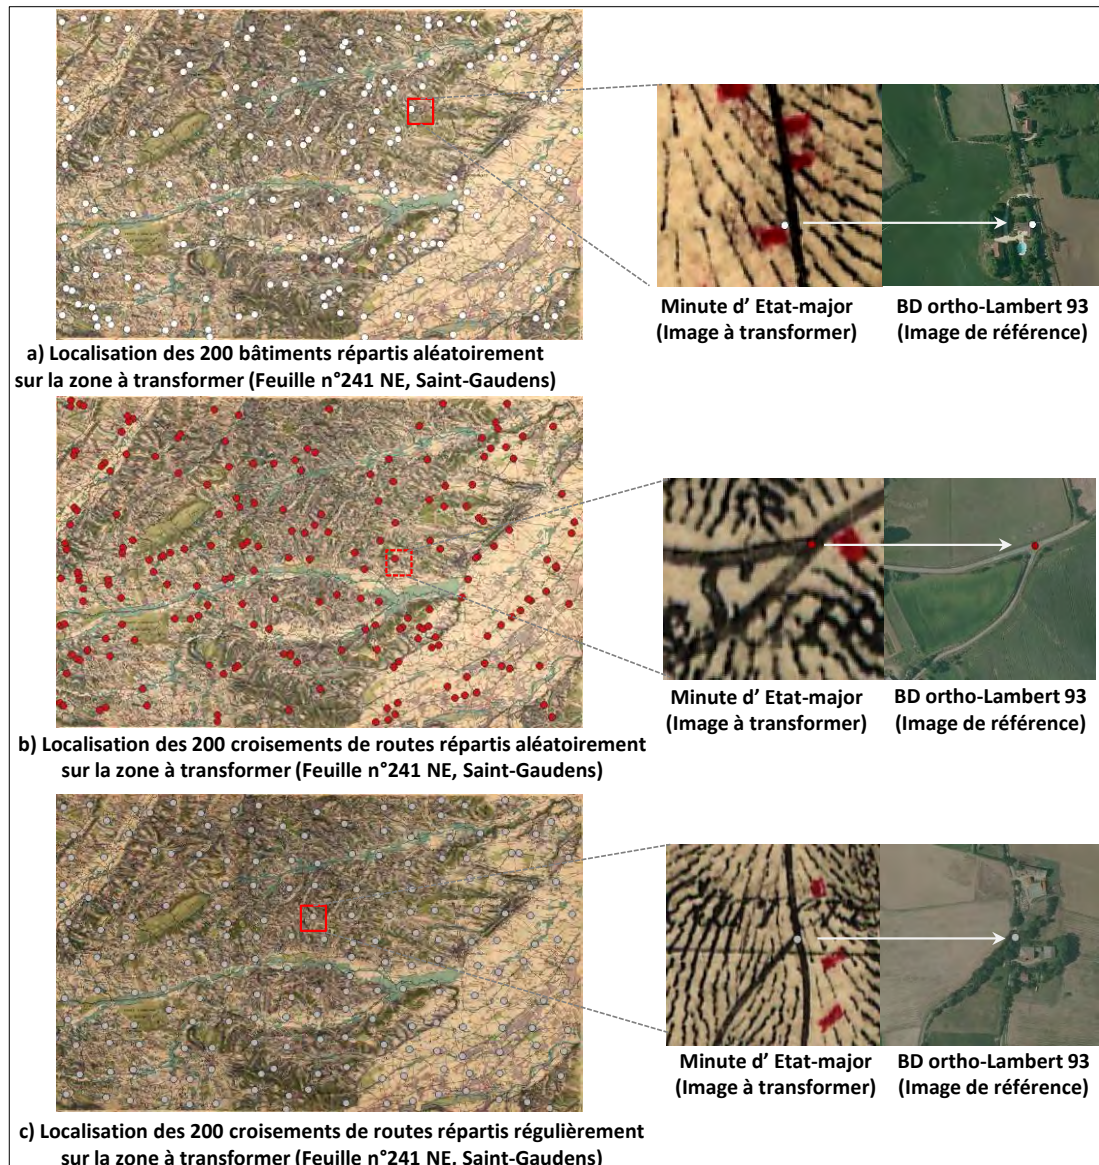 Minute d' Etat-major
(Image à transformer)
BD ortho-Lambert 93
(Image de référence)
a) Localisation des 200 bâtiments répartis aléatoirement
sur la zone à transformer (Feuille n°241 NE, Saint-Gaudens)
Minute d' Etat-major
(Image à transformer)
BD ortho-Lambert 93
(Image de référence)
b) Localisation des 200 croisements de routes répartis aléatoirement
sur la zone à transformer (Feuille n°241 NE, Saint-Gaudens)
Minute d' Etat-major
(Image à transformer)
BD ortho-Lambert 93
(Image de référence)
c) Localisation des 200 croisements de routes répartis régulièrement
sur la zone à transformer (Feuille n°241 NE, Saint-Gaudens)